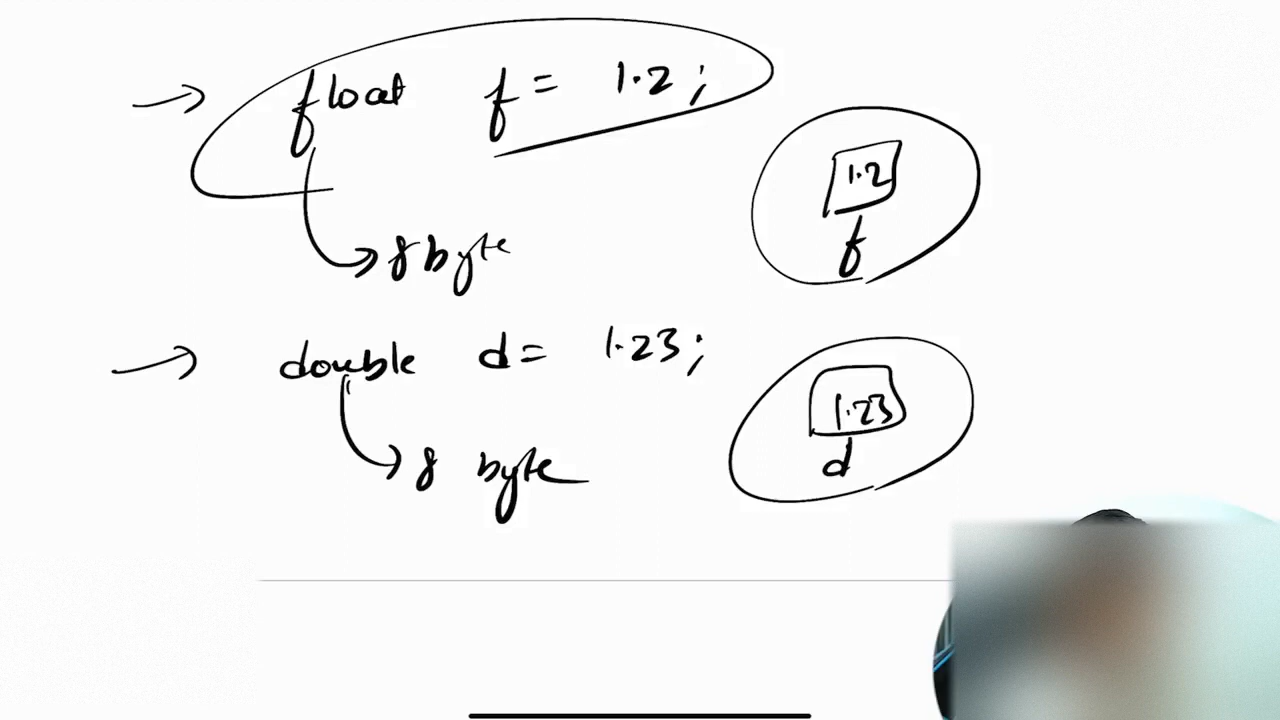 → float f = 1.2;
1.2
f
→ 8 byte
→ double d = 1.23;
1.23
d
→ 8 byte